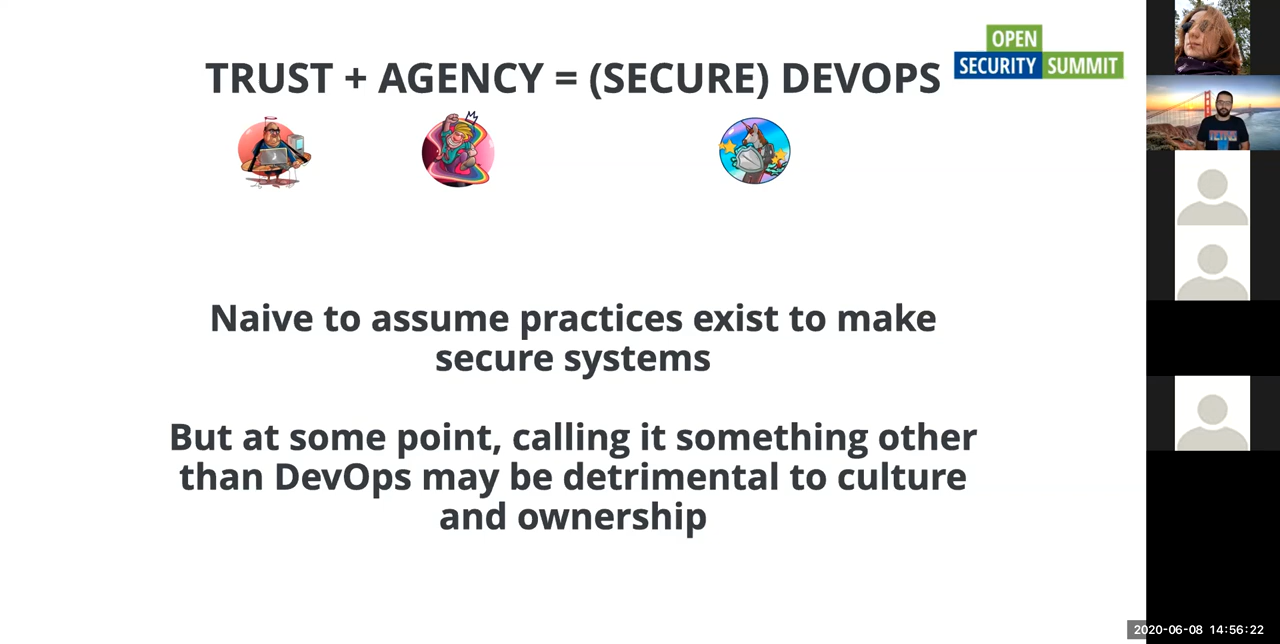 OPEN
SECURITY SUMMIT
TRUST + AGENCY = (SECURE) DEVOPS
Naive to assume practices exist to make
secure systems
But at some point, calling it something other
than DevOps may be detrimental to culture
and ownership
2020-06-08 14:56:22